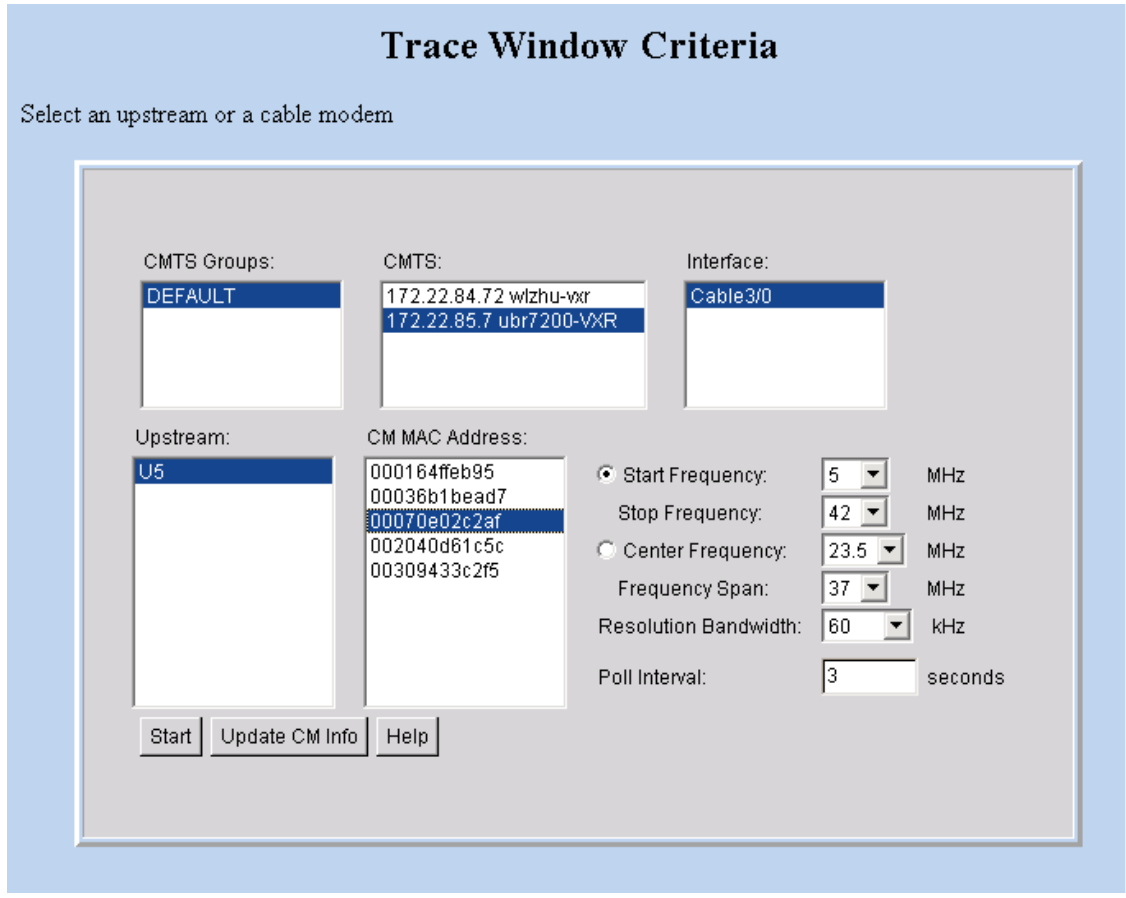 Trace Window Criteria
Select an upstream or a cable modem
CMTS Groups:
DEFAULT
CMTS:
172.22.84.72 wlzhu-vxr
172.22.85.7 ubr7200-VXR
Interface:
Cable3/0
Upstream:
U5
CM MAC Address:
000164ffeb95
00036b1bead7
00070e02c2af
002040d61c5c
00309433c2f5
Start Frequency: 5 MHz
Stop Frequency: 42 MHz
Center Frequency: 23.5 MHz
Frequency Span: 37 MHz
Resolution Bandwidth: 60 kHz
Poll Interval: 3 seconds
Start Update CM Info Help